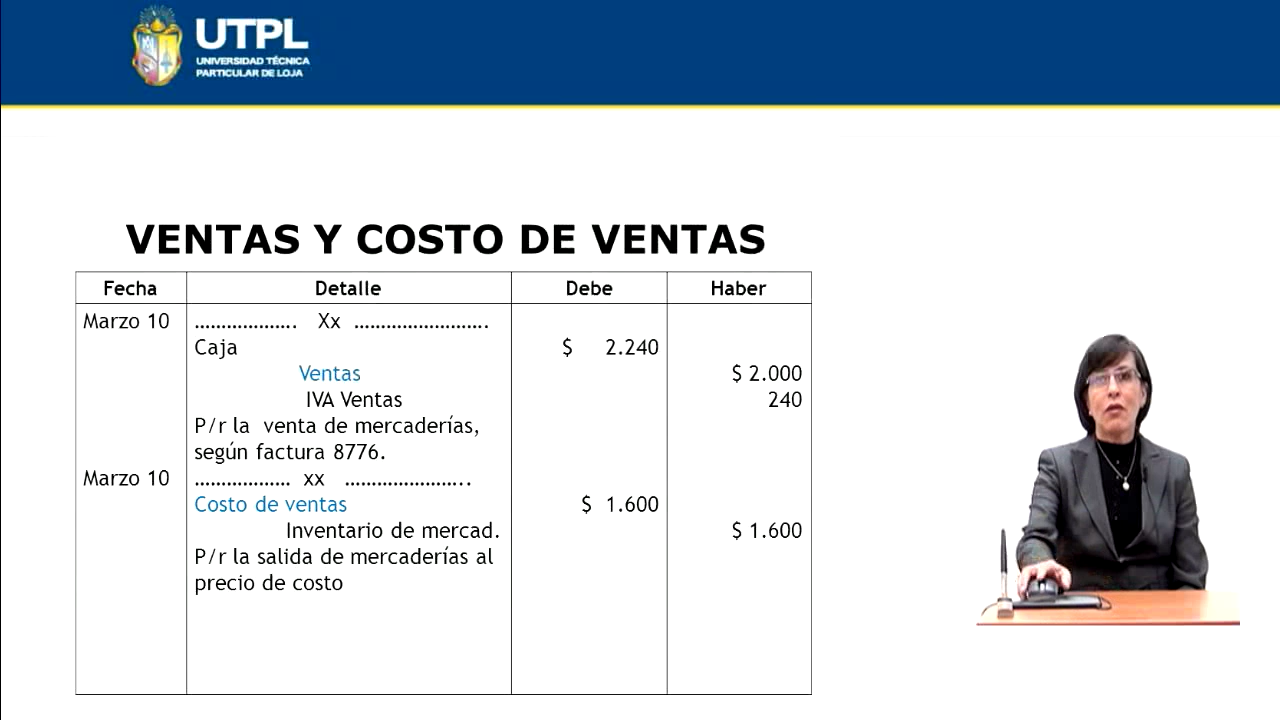 UTPL
UNIVERSIDAD TÉCNICA
PARTICULAR DE LOJA
VENTAS Y COSTO DE VENTAS
Fecha Detalle Debe Haber
Marzo 10 ………………. Xx …………………….
Caja $ 2.240
Ventas $ 2.000
IVA Ventas 240
P/r la venta de mercaderías,
según factura 8776.
Marzo 10 ……………… xx …………………..
Costo de ventas $ 1.600
Inventario de mercad. $ 1.600
P/r la salida de mercaderías al
precio de costo